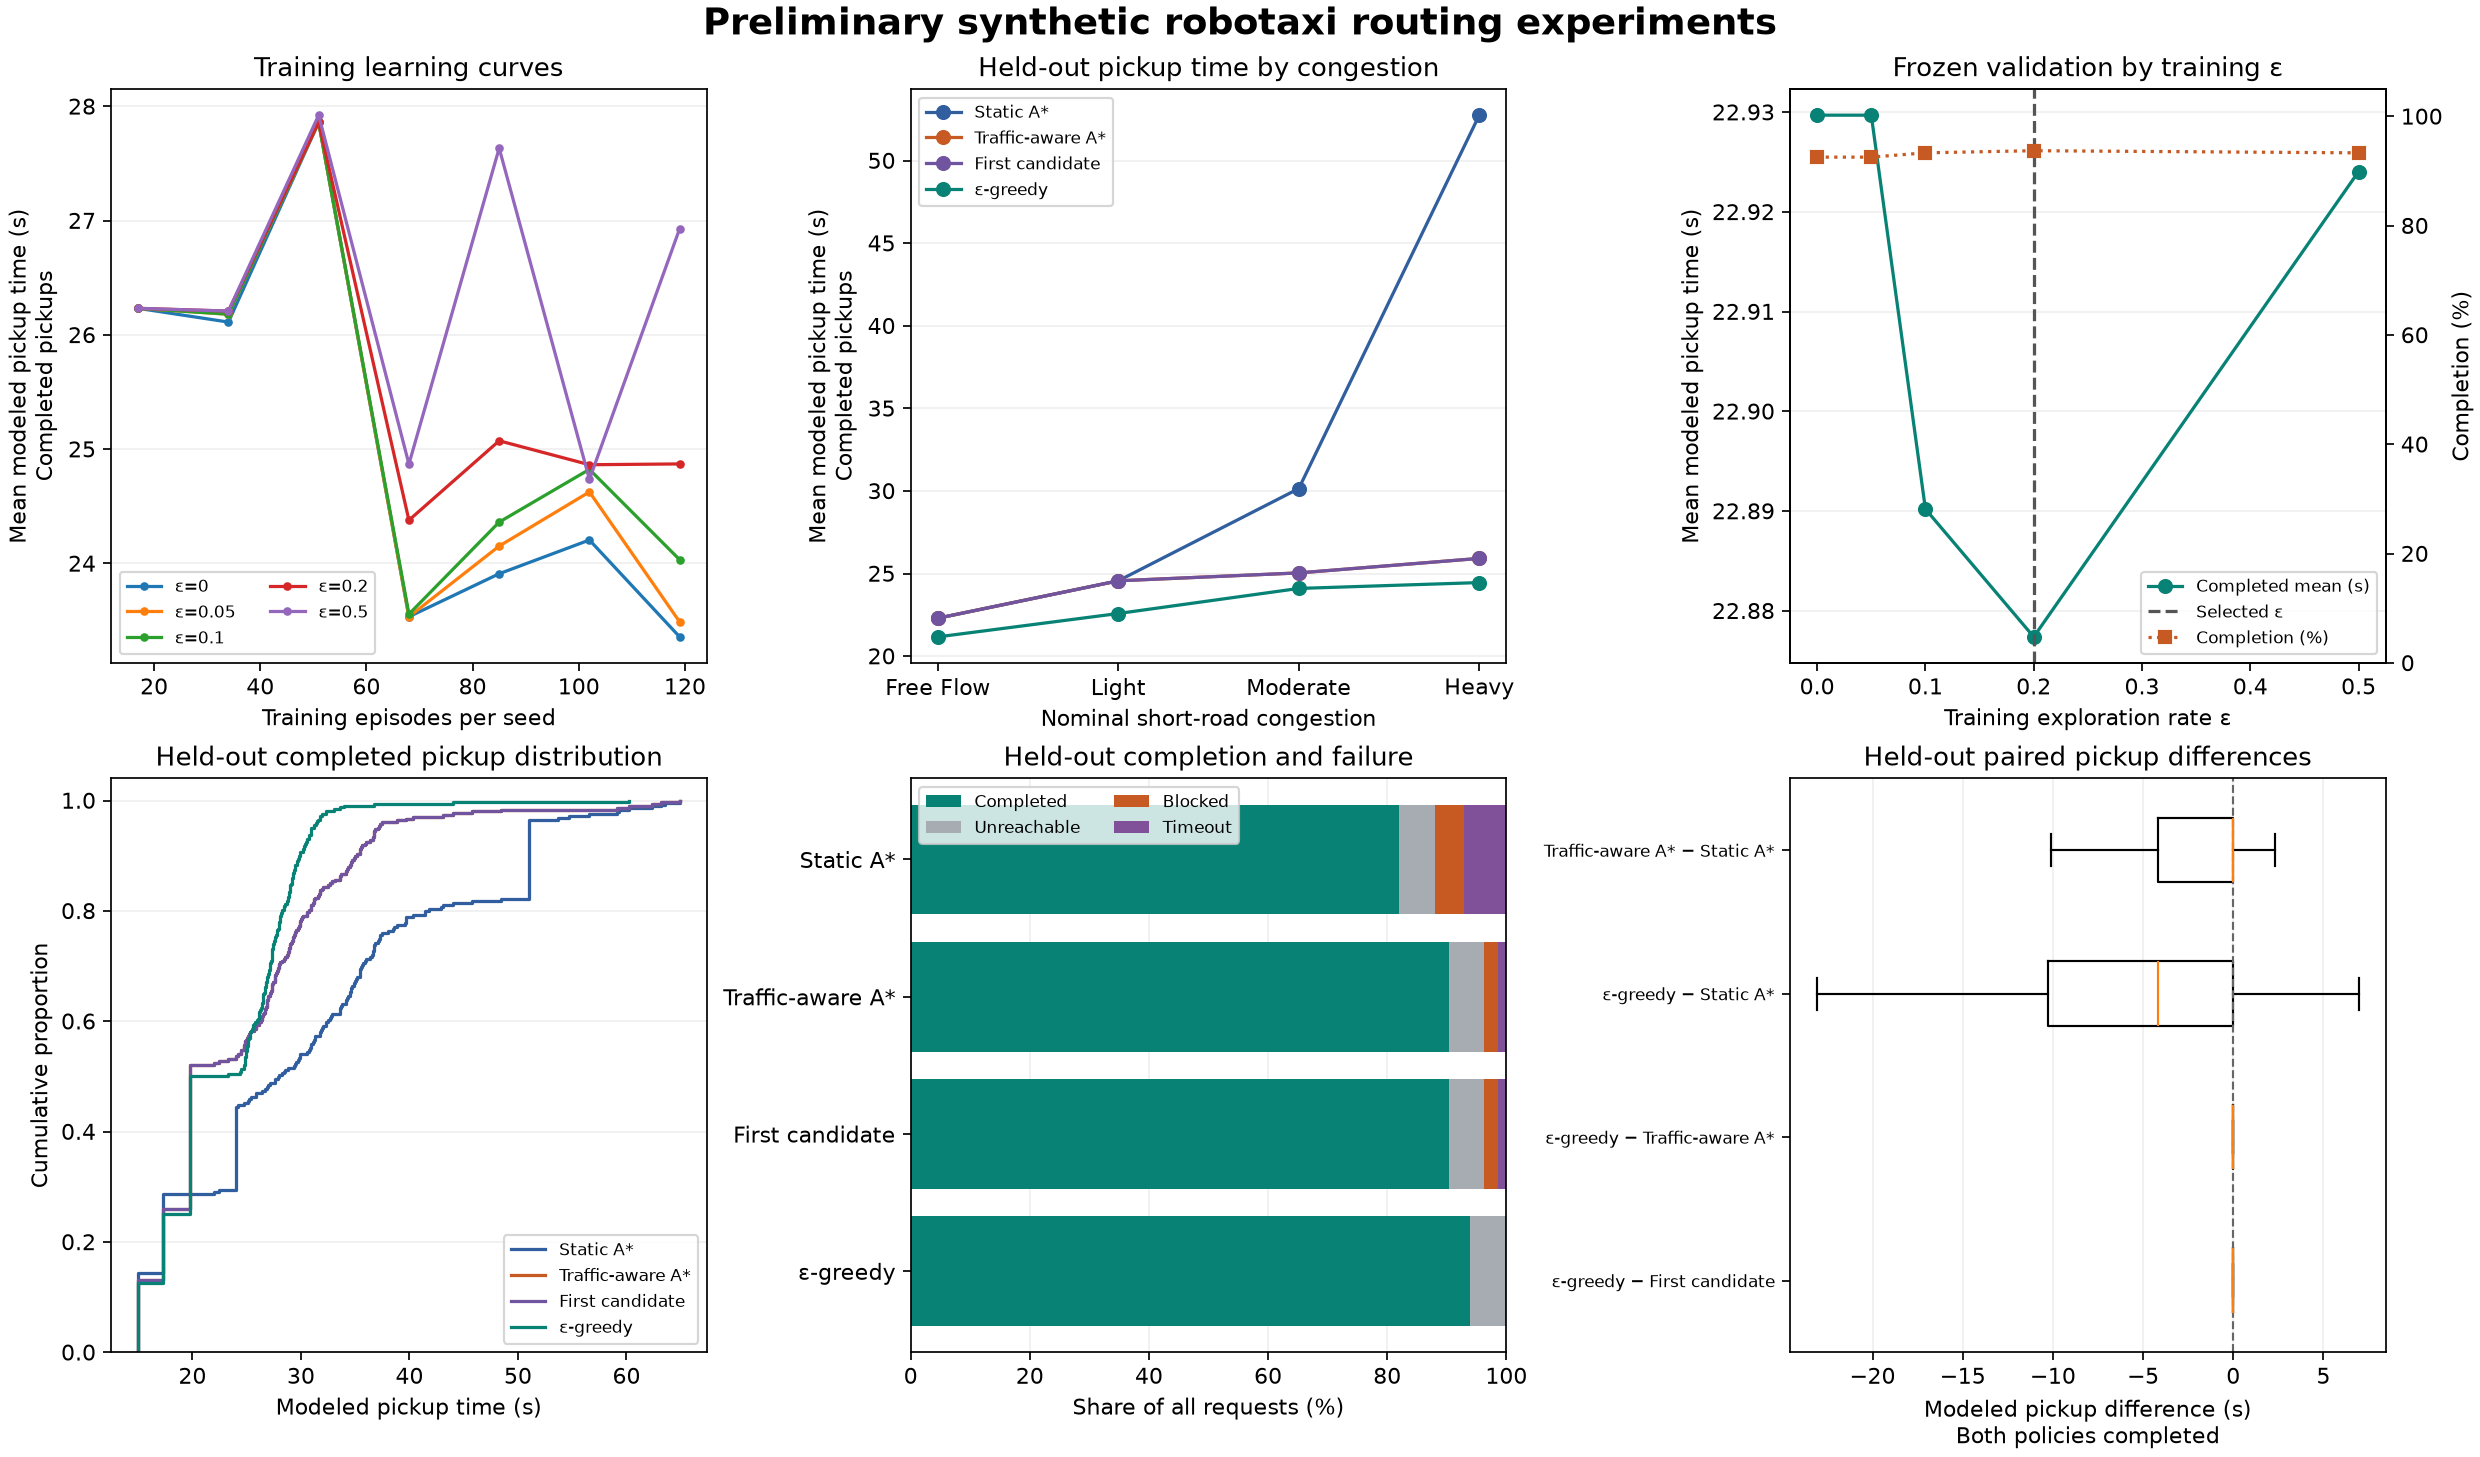 Preliminary synthetic robotaxi routing experiments
Training learning curves
28
27
26
25
24
Mean modeled pickup time (s)
Completed pickups
ε=0
ε=0.05
ε=0.1
ε=0.2
ε=0.5
20
40
60
80
100
120
Training episodes per seed
Held-out pickup time by congestion
Static A*
Traffic-aware A*
First candidate
ε-greedy
50
45
40
35
30
25
20
Mean modeled pickup time (s)
Completed pickups
Free Flow
Light
Moderate
Heavy
Nominal short-road congestion
Frozen validation by training ε
22.93
22.92
22.91
22.90
22.89
22.88
Mean modeled pickup time (s)
100
80
60
40
20
0
Completion (%)
Completed mean (s)
Selected ε
Completion (%)
0.0
0.1
0.2
0.3
0.4
0.5
Training exploration rate ε
Held-out completed pickup distribution
1.0
0.8
0.6
0.4
0.2
0.0
Cumulative proportion
Static A*
Traffic-aware A*
First candidate
ε-greedy
20
30
40
50
60
Modeled pickup time (s)
Held-out completion and failure
Completed
Unreachable
Blocked
Timeout
Static A*
Traffic-aware A*
First candidate
ε-greedy
0
20
40
60
80
100
Share of all requests (%)
Held-out paired pickup differences
Traffic-aware A* − Static A*
ε-greedy − Static A*
ε-greedy − Traffic-aware A*
ε-greedy − First candidate
−20
−15
−10
−5
0
5
Modeled pickup difference (s)
Both policies completed